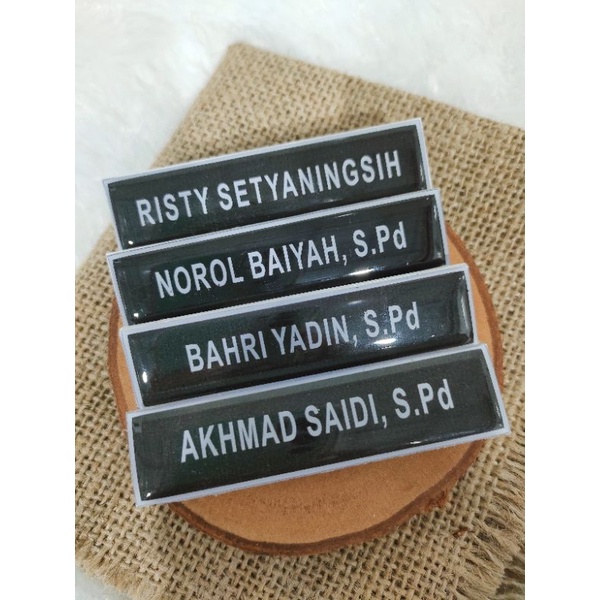 RISTY SETYANINGSIH
NOROL BAIYAH, S.Pd
BAHRI YADIN, S.Pd
AKHMAD SAIDI, S.Pd